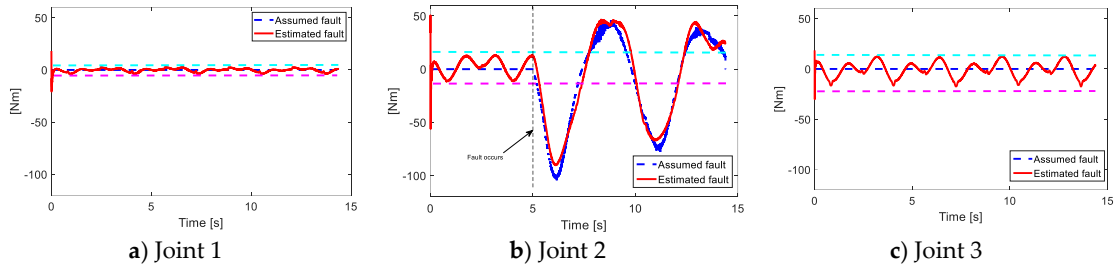 50
0
-50
-100
[Nm]
0
5
10
15
Time [s]
Assumed fault
Estimated fault
a) Joint 1
50
0
-50
-100
[Nm]
0
5
10
15
Time [s]
Fault occurs
Assumed fault
Estimated fault
b) Joint 2
50
0
-50
-100
[Nm]
0
5
10
15
Time [s]
Assumed fault
Estimated fault
c) Joint 3